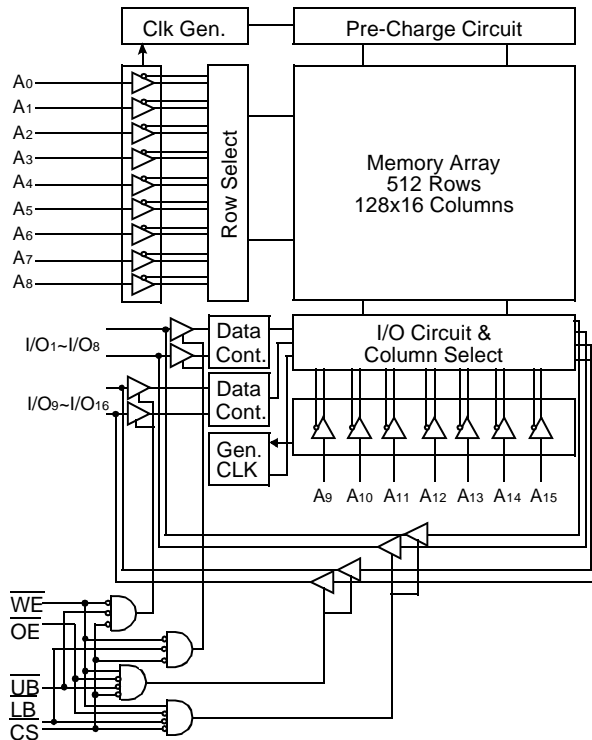 Clk Gen.
Pre-Charge Circuit
A0
A1
A2
A3
A4
A5
A6
A7
A8
Row Select
Memory Array
512 Rows
128x16 Columns
I/O1~I/O8
Data
Cont.
I/O Circuit &
Column Select
I/O9~I/O16
Data
Cont.
Gen.
CLK
A9 A10 A11 A12 A13 A14 A15
WE
OE
UB
LB
CS